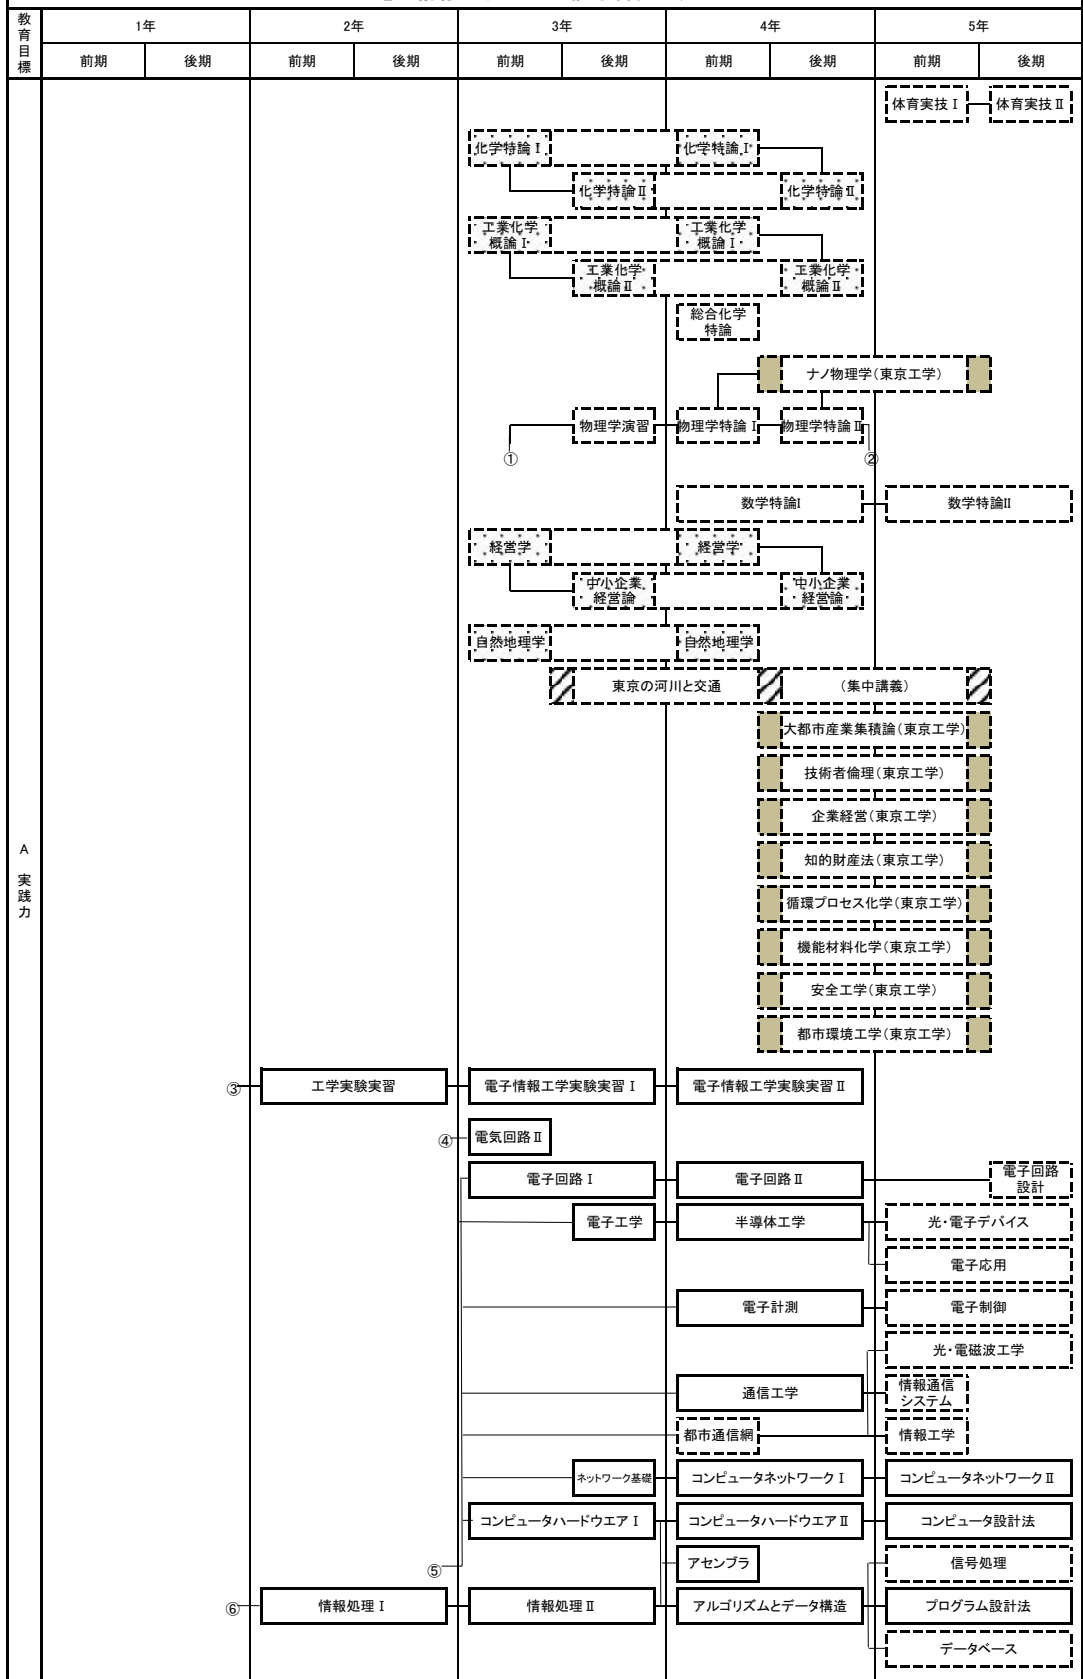 教育目標
1年
2年
3年
4年
5年
前期
後期
前期
後期
前期
後期
前期
後期
前期
後期
A 実践力
体育実技Ⅰ
体育実技Ⅱ
化学特論Ⅰ
化学特論Ⅰ
化学特論Ⅱ
化学特論Ⅱ
工業化学
概論Ⅰ
工業化学
概論Ⅰ
工業化学
概論Ⅱ
工業化学
概論Ⅱ
総合化学
特論
ナノ物理学(東京工学)
物理学演習
物理学特論Ⅰ
物理学特論Ⅱ
①
②
数学特論I
数学特論II
経営学
経営学
中小企業
経営論
中小企業
経営論
自然地理学
自然地理学
東京の河川と交通
(集中講義)
大都市産業集積論(東京工学)
技術者倫理(東京工学)
企業経営(東京工学)
知的財産法(東京工学)
循環プロセス化学(東京工学)
機能材料化学(東京工学)
安全工学(東京工学)
都市環境工学(東京工学)
③
工学実験実習
電子情報工学実験実習Ⅰ
電子情報工学実験実習Ⅱ
④
電気回路Ⅱ
電子回路Ⅰ
電子回路Ⅱ
電子回路
設計
電子工学
半導体工学
光・電子デバイス
電子応用
電子計測
電子制御
光・電磁波工学
通信工学
情報通信
システム
都市通信網
情報工学
ネットワーク基礎
コンピュータネットワークⅠ
コンピュータネットワークⅡ
コンピュータハードウエアⅠ
コンピュータハードウエアⅡ
コンピュータ設計法
⑤
アセンブラ
信号処理
⑥
情報処理Ⅰ
情報処理Ⅱ
アルゴリズムとデータ構造
プログラム設計法
データベース